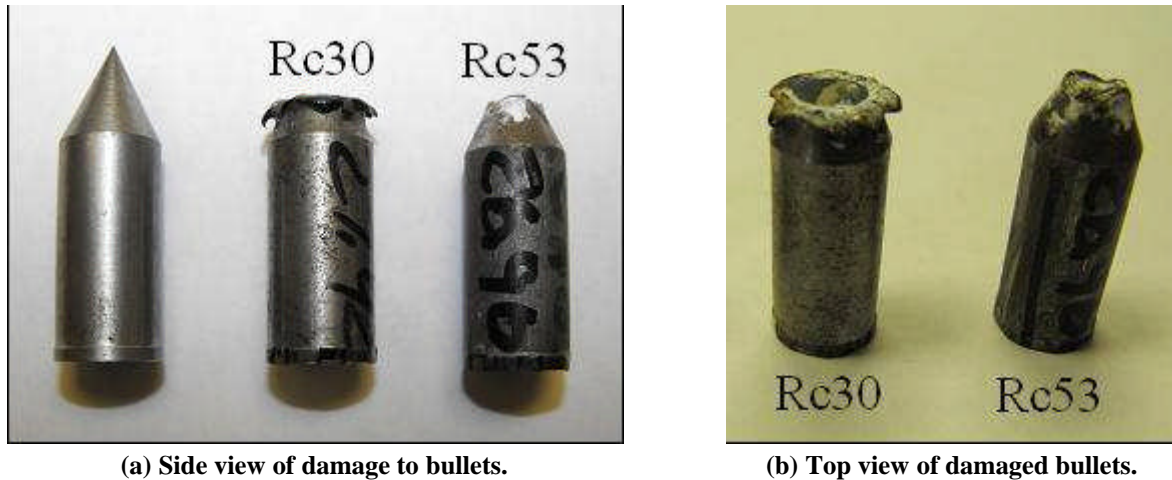 Rc30
Rc53
Rc30
Rc53
(a) Side view of damage to bullets.
(b) Top view of damaged bullets.